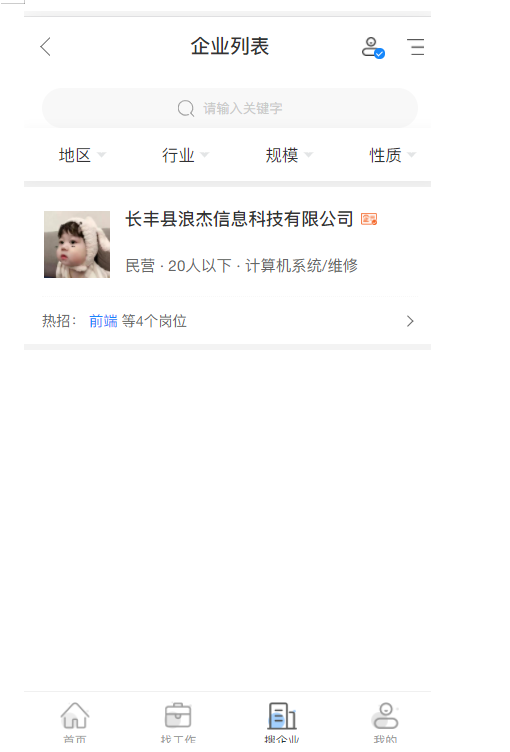 企业列表
请输入关键字
地区 行业 规模 性质
长丰县浪杰信息科技有限公司
民营 · 20人以下 · 计算机系统/维修
热招： 前端 等4个岗位
首页 找工作 搜企业 我的